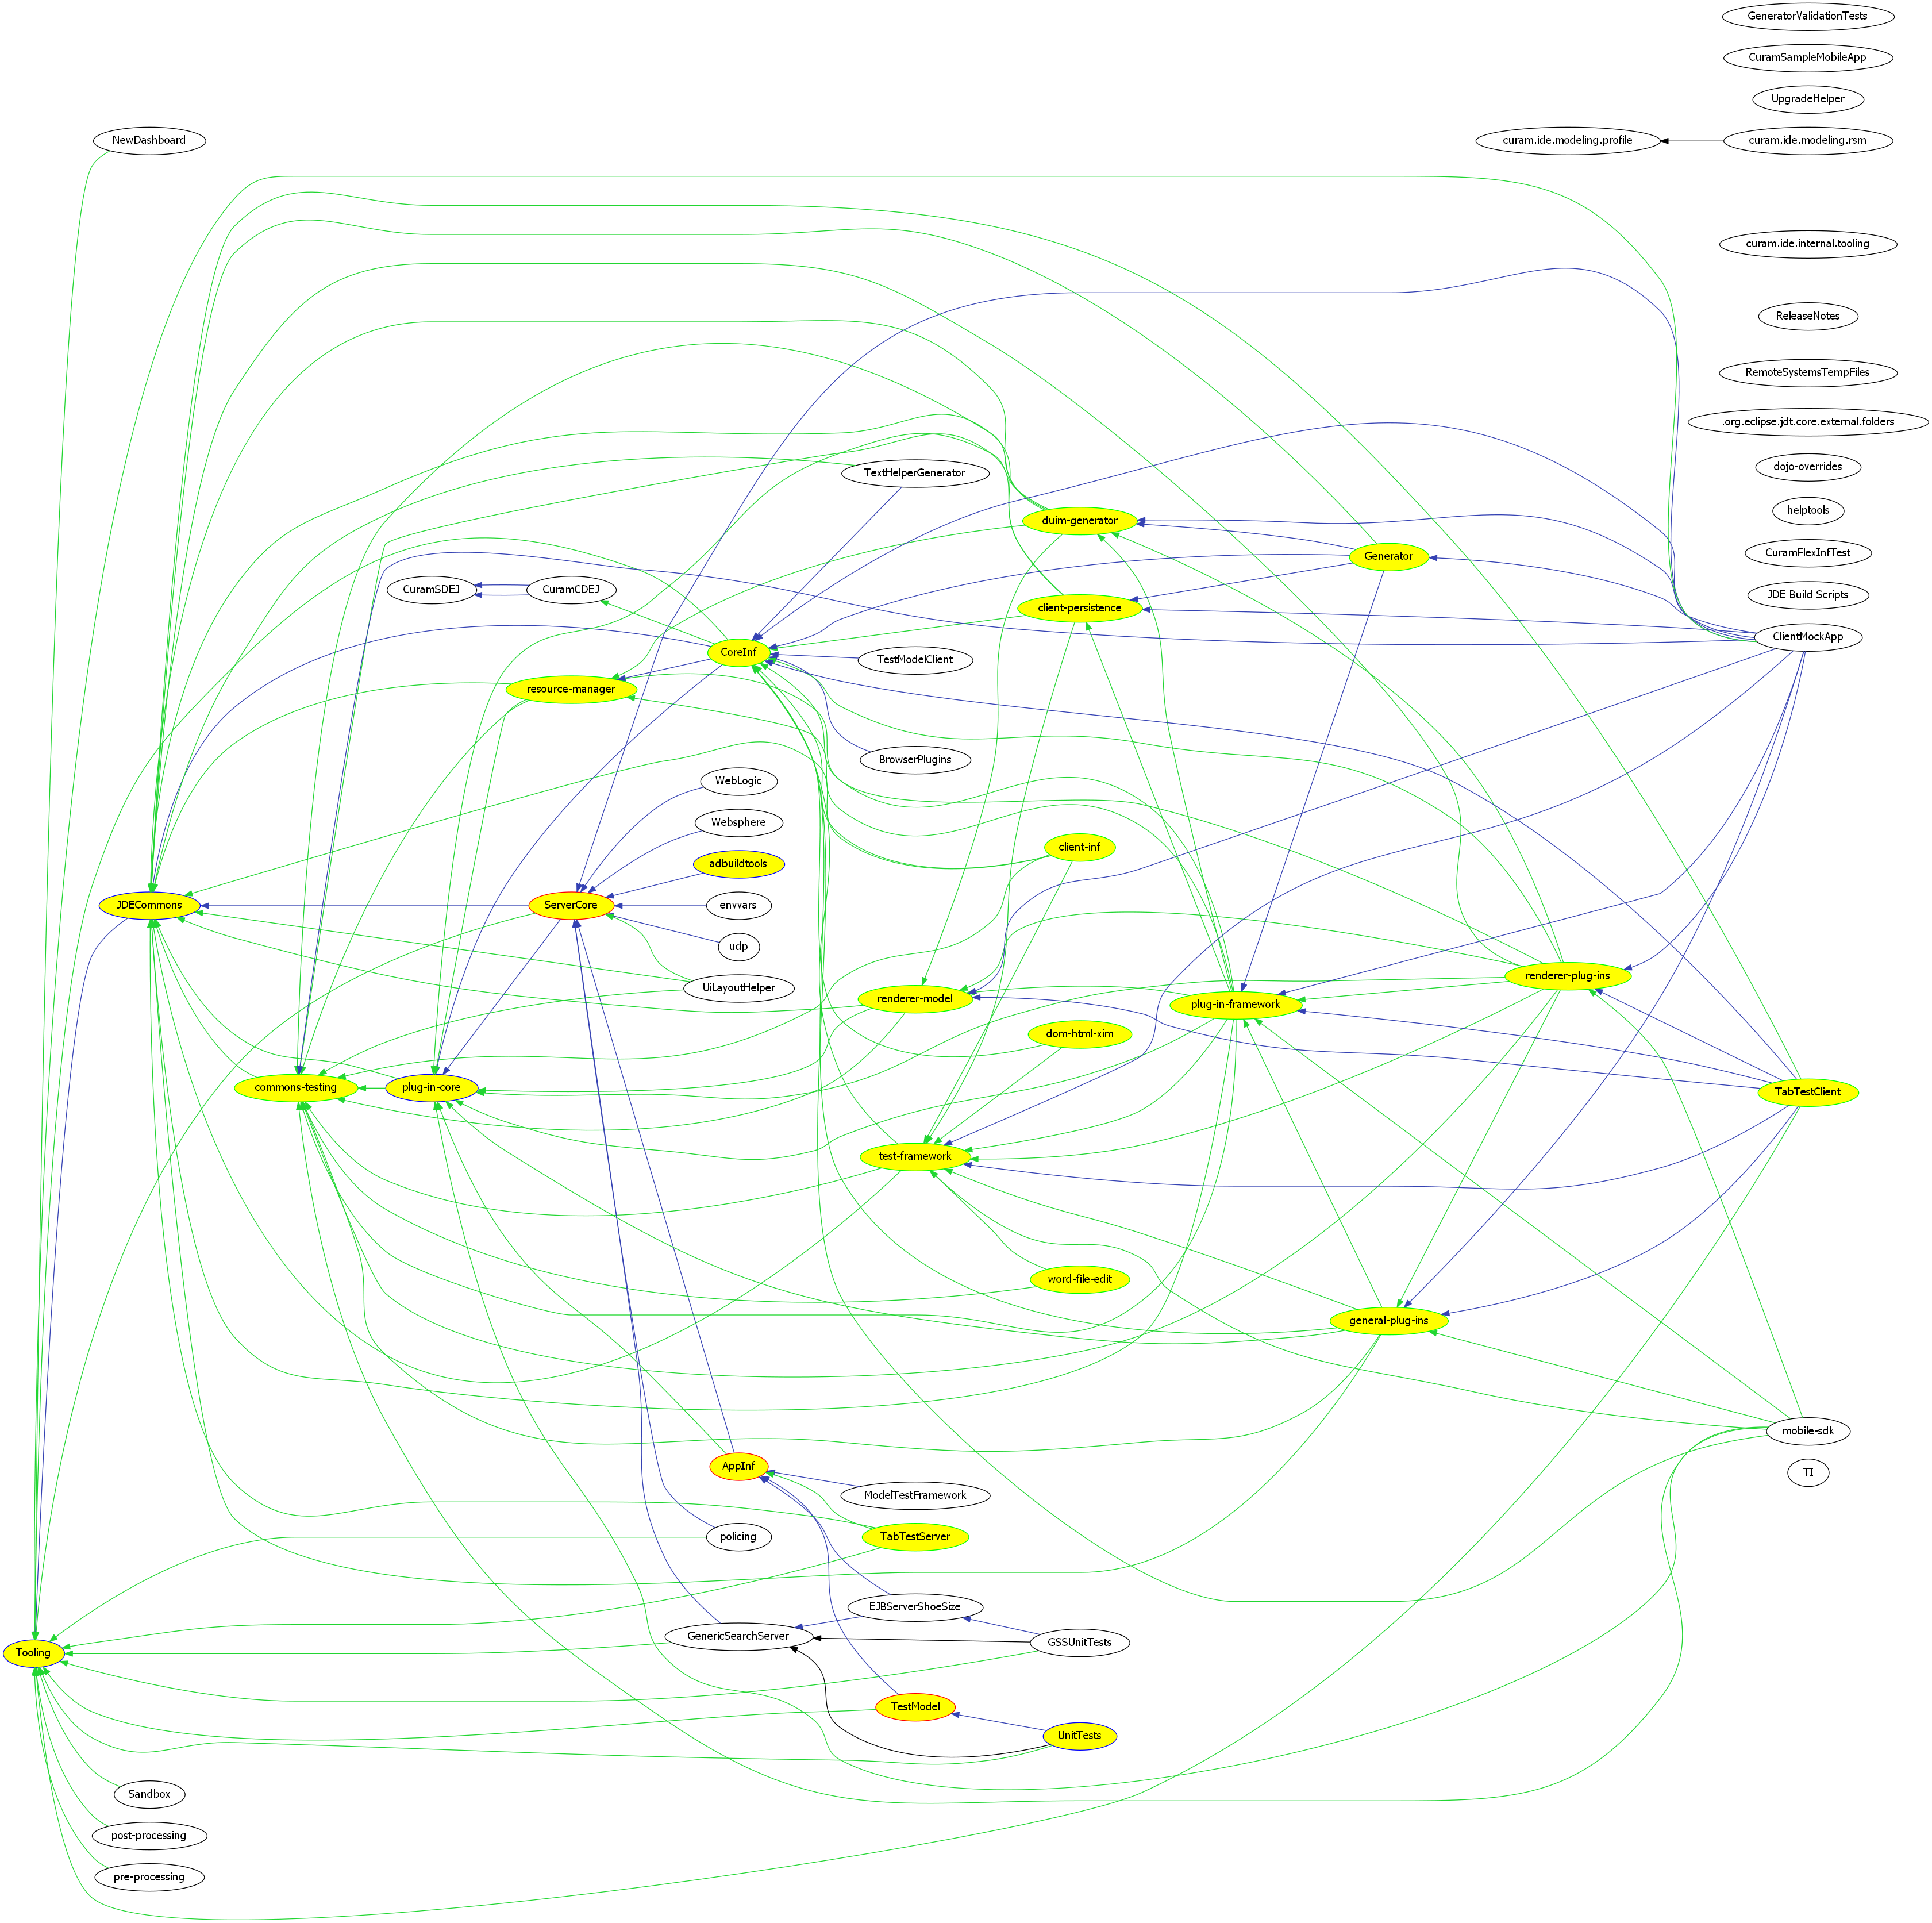 GeneratorValidationTests
CuramSampleMobileApp
UpgradeHelper
NewDashboard
curam.ide.modeling.profile
curam.ide.modeling.rsm
curam.ide.internal.tooling
ReleaseNotes
RemoteSystemsTempFiles
.org.eclipse.jdt.core.external.folders
dojo-overrides
TextHelperGenerator
helptools
duim-generator
CuramFlexInfTest
Generator
CuramSDEJ
CuramCDEJ
JDE Build Scripts
client-persistence
ClientMockApp
CoreInf
TestModelClient
resource-manager
BrowserPlugins
WebLogic
Websphere
client-inf
adbuildtools
JDECommons
ServerCore
envvars
udp
renderer-plug-ins
UiLayoutHelper
renderer-model
plug-in-framework
dom-html-xim
commons-testing
plug-in-core
TabTestClient
test-framework
word-file-edit
general-plug-ins
mobile-sdk
AppInf
TI
ModelTestFramework
policing
TabTestServer
EJBServerShoeSize
GenericSearchServer
GSSUnitTests
Tooling
TestModel
UnitTests
Sandbox
post-processing
pre-processing